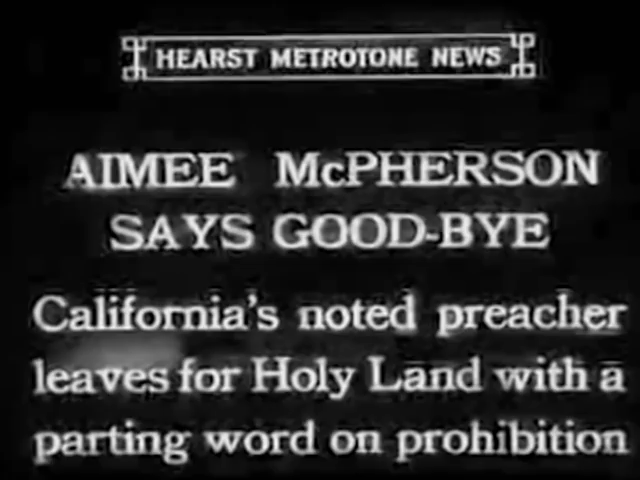 HEARST METROTONE NEWS
AIMEE McPHERSON
SAYS GOOD-BYE
California's noted preacher
leaves for Holy Land with a
parting word on prohibition